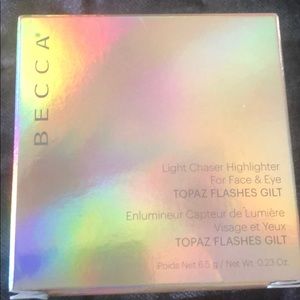 BECCA®
Light Chaser Highlighter
For Face & Eye
TOPAZ FLASHES GILT
Enlumineur Capteur de Lumière
Visage et Yeux
TOPAZ FLASHES GILT
Poids Net 6.5 g / Net Wt. 0.23 Oz.